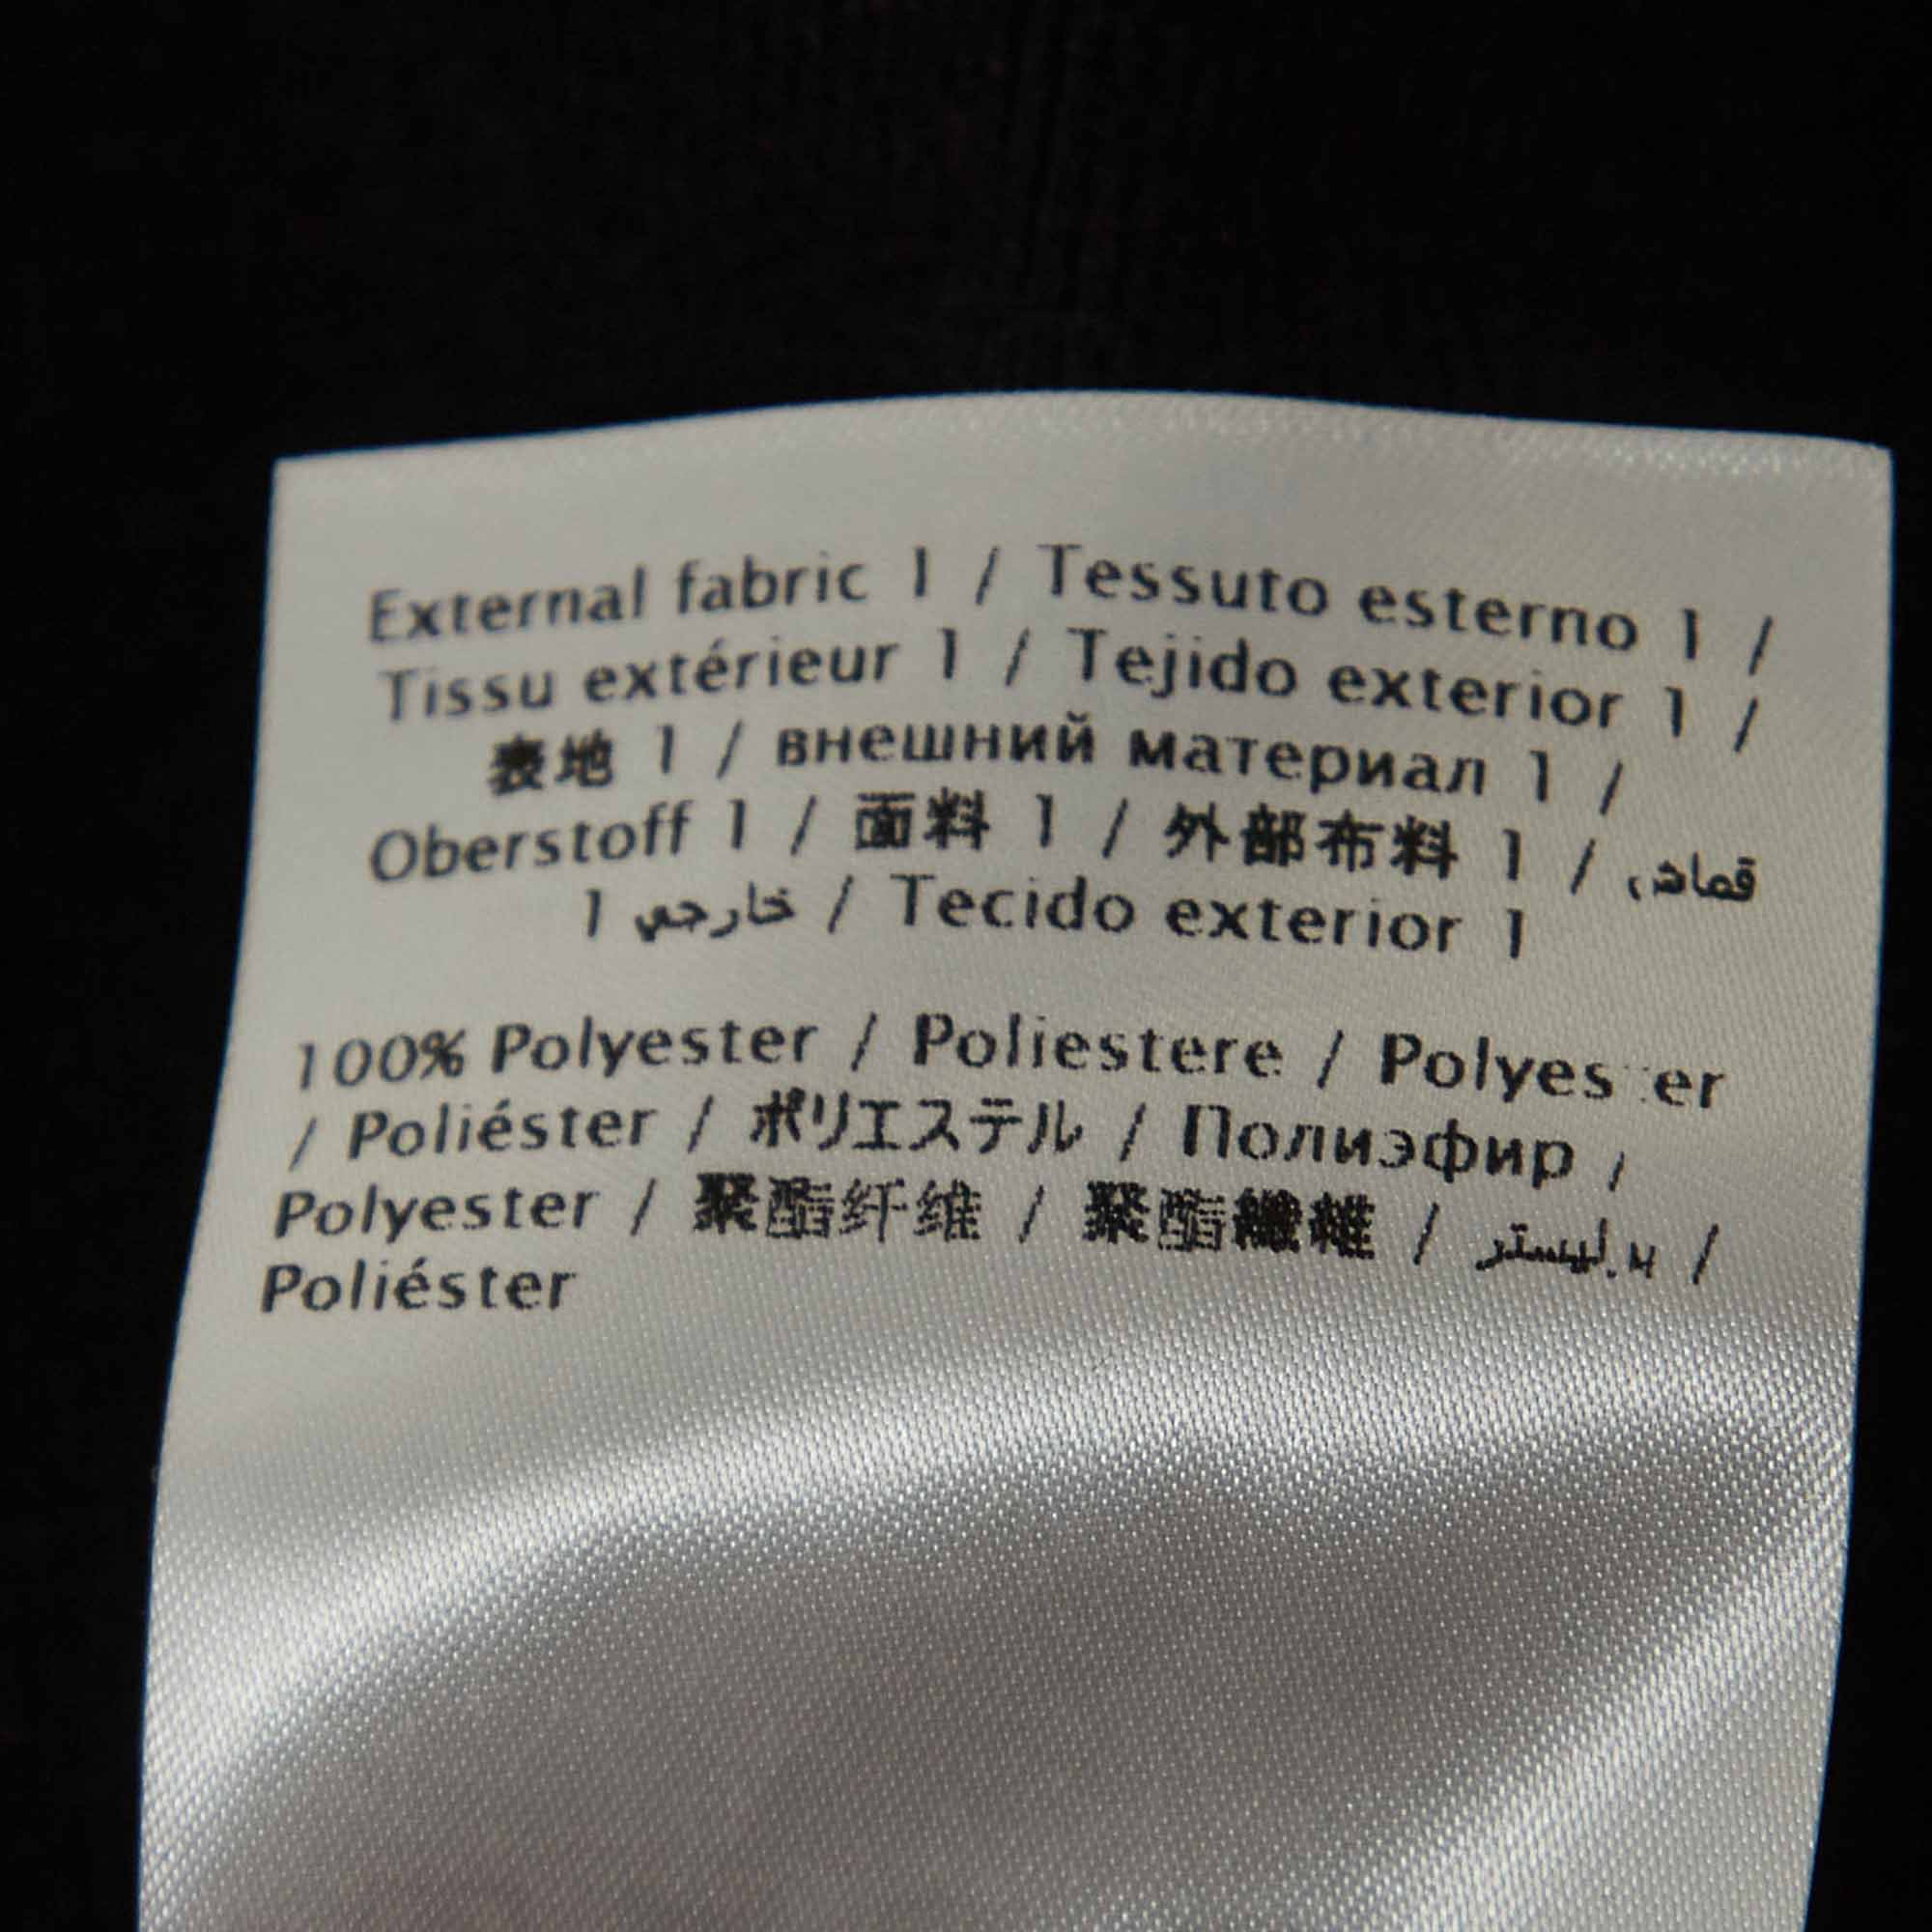 External fabric 1 / Tessuto esterno 1 /
Tissu extérieur 1 / Tejido exterior 1 /
表地 1 / внешний материал 1 /
Oberstoff 1 / 面料 1 / 外部布料 1 / قماش
خارجي 1 / Tecido exterior 1
100% Polyester / Poliestere / Polyester
/ Poliéster / ポリエステル / Полиэфир /
Polyester / 聚酯纤维 / 聚酯纖維 / بوليستر /
Poliéster